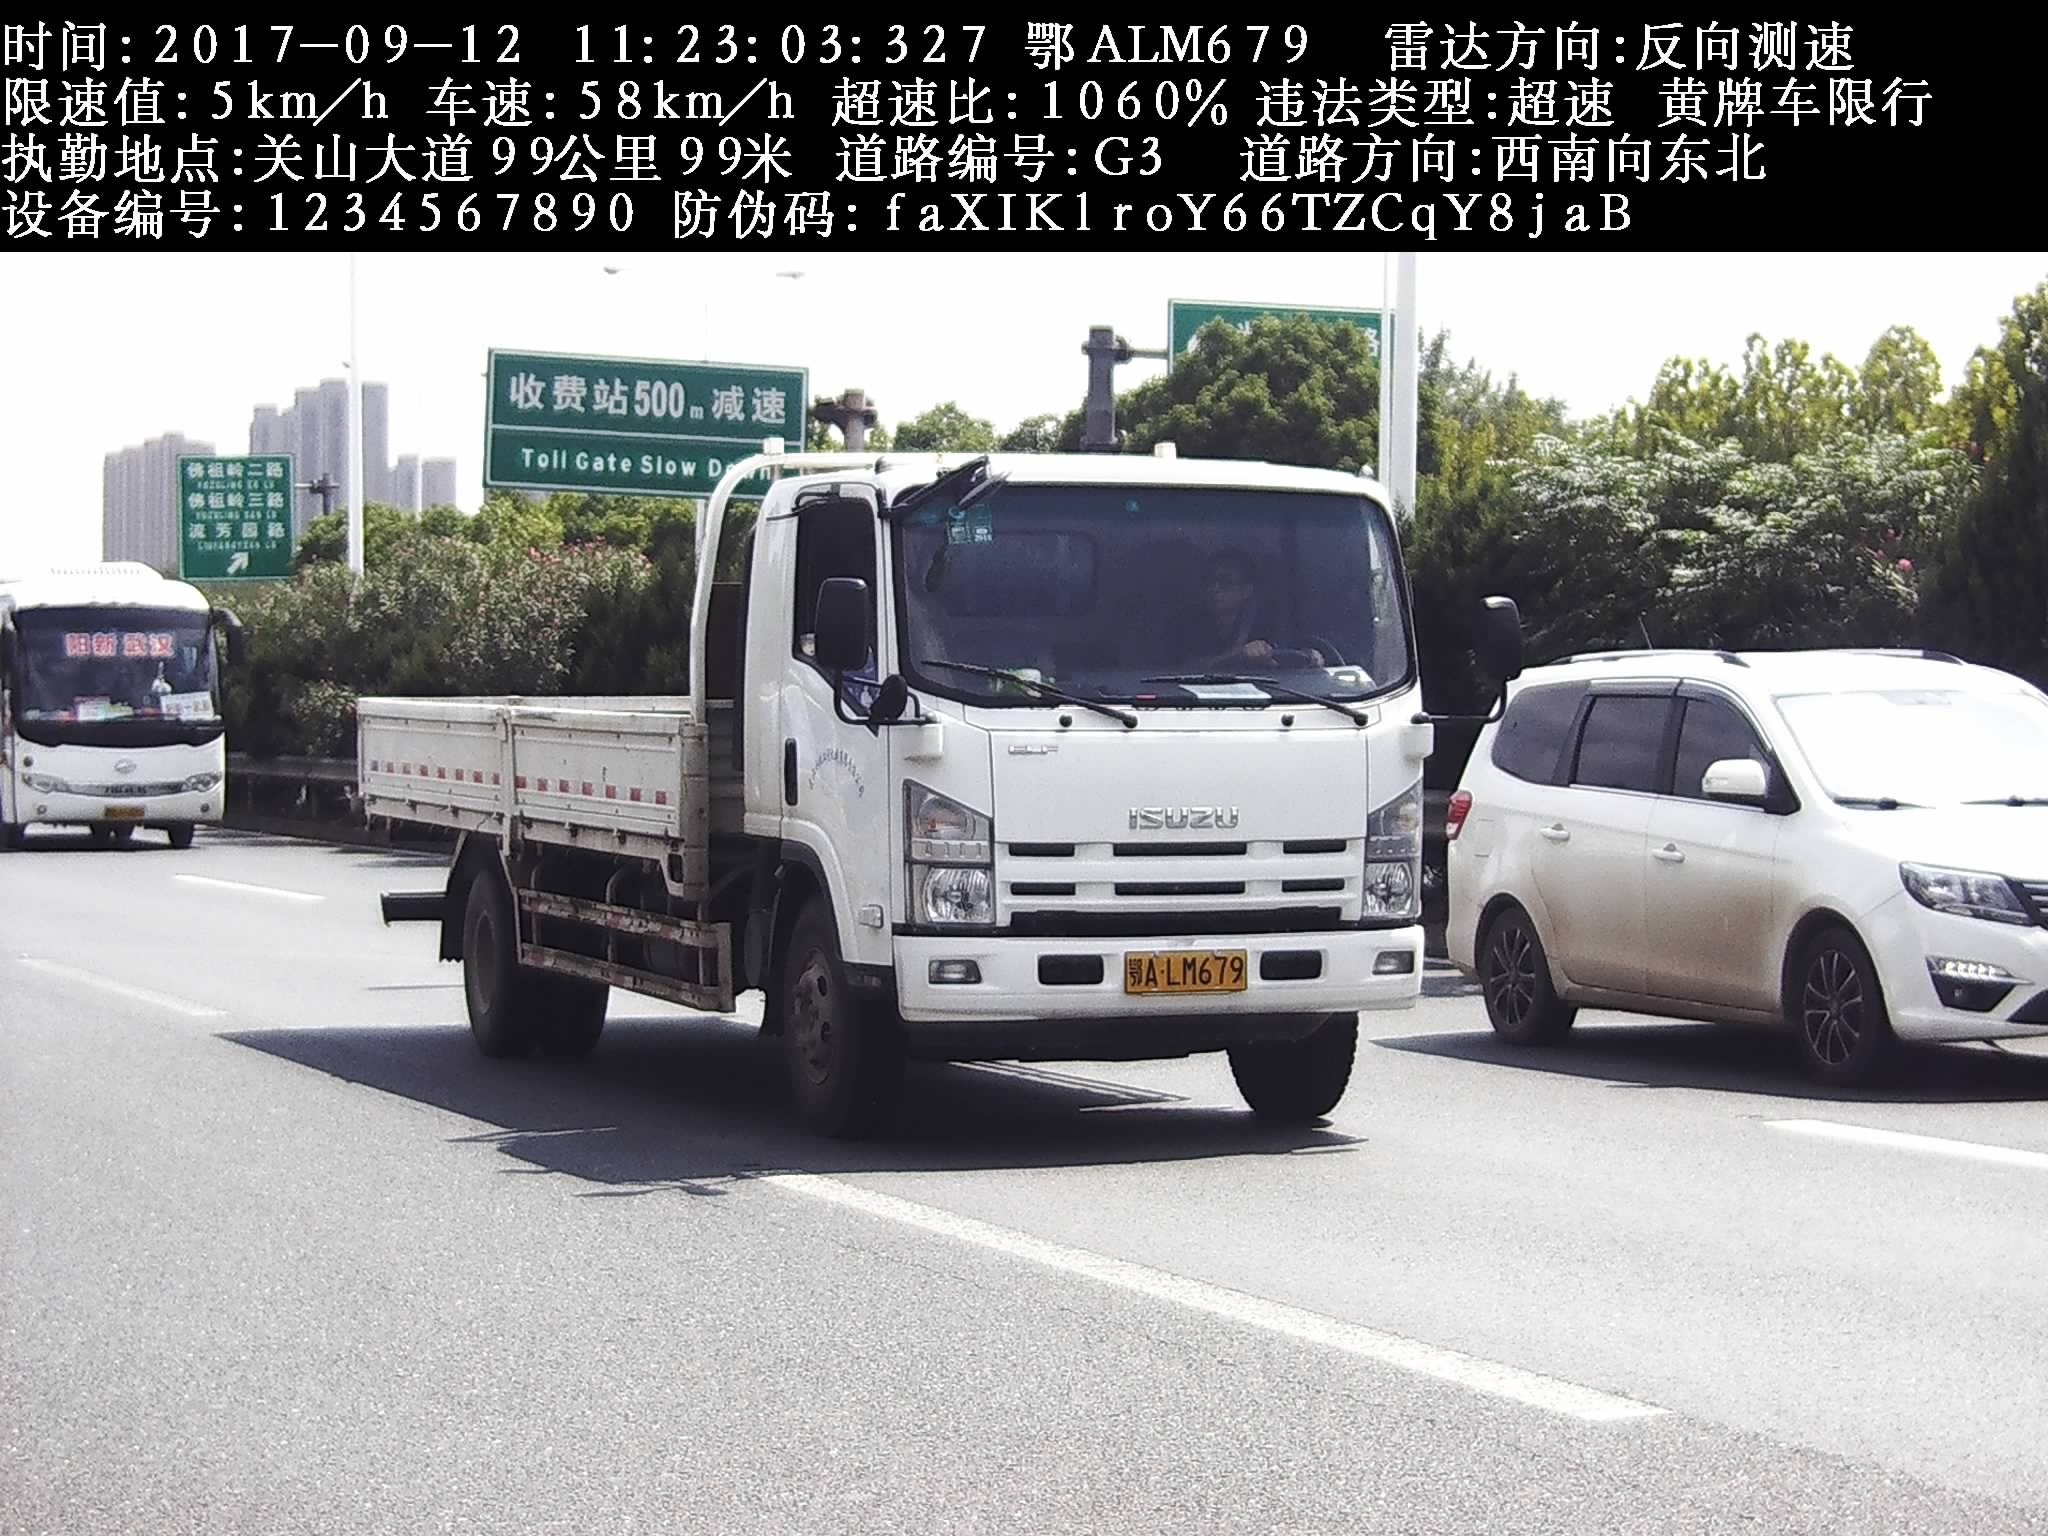 时间:2017-09-12 11:23:03:327 鄂ALM679 雷达方向:反向测速
限速值:5km/h 车速:58km/h 超速比:1060% 违法类型:超速 黄牌车限行
执勤地点:关山大道99公里99米 道路编号:G3 道路方向:西南向东北
设备编号:1234567890 防伪码:faXIKlroY66TZCqY8jaB
收费站500m减速
Toll Gate Slow Down
佛祖岭二路
佛祖岭三路
流芳园路
阳新 武汉
ELF
ISUZU
鄂A·LM679